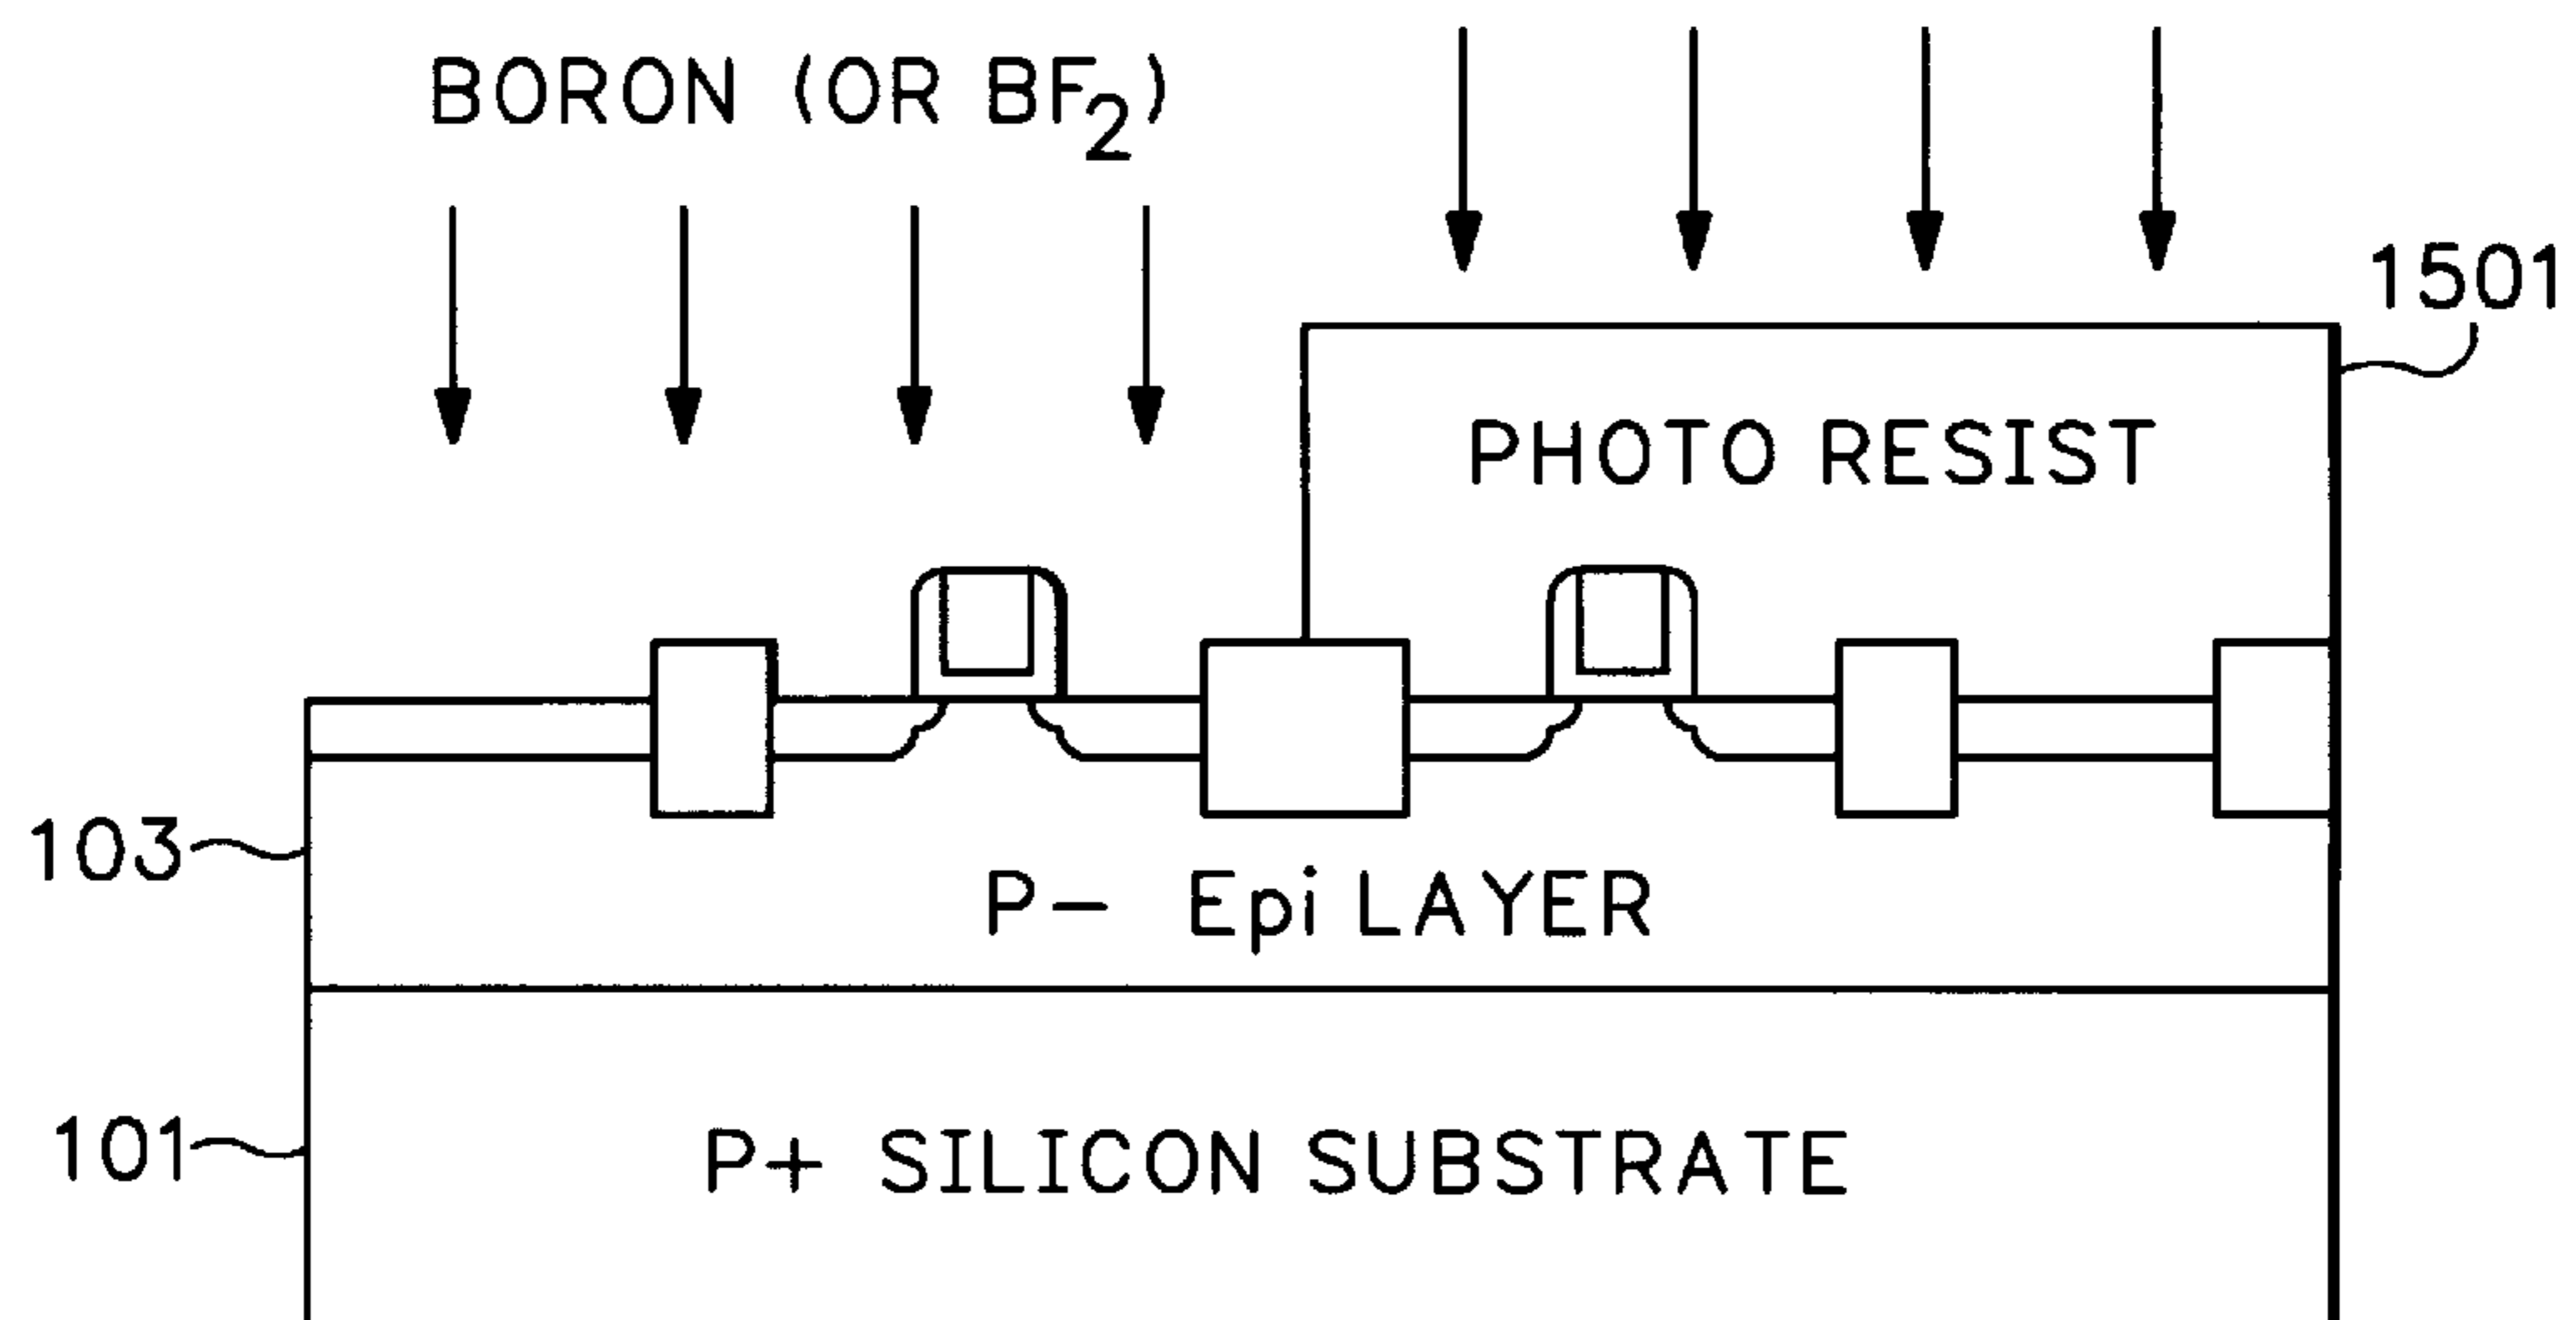 BORON (OR BF2)
1501
PHOTO RESIST
103
P- Epi LAYER
101
P+ SILICON SUBSTRATE